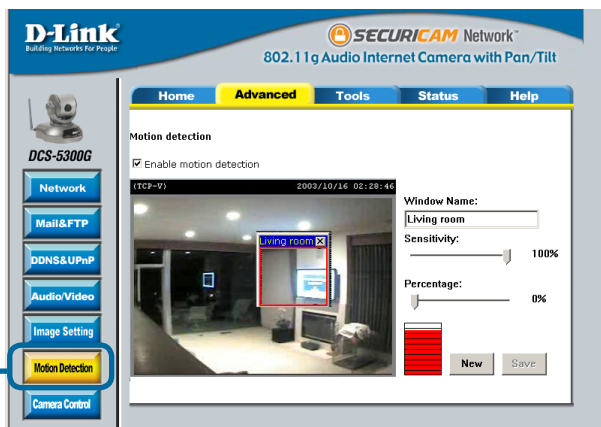 D-Link®
Building Networks For People
SECURICAM Network™
802.11g Audio Internet Camera with Pan/Tilt
Home
Advanced
Tools
Status
Help
DCS-5300G
Network
Mail&FTP
DDNS&UPnP
Audio/Video
Image Setting
Motion Detection
Camera Control
Motion detection
Enable motion detection
(TCP-V) 2003/10/16 02:28:46
Living room
Window Name:
Living room
Sensitivity:
100%
Percentage:
0%
New
Save